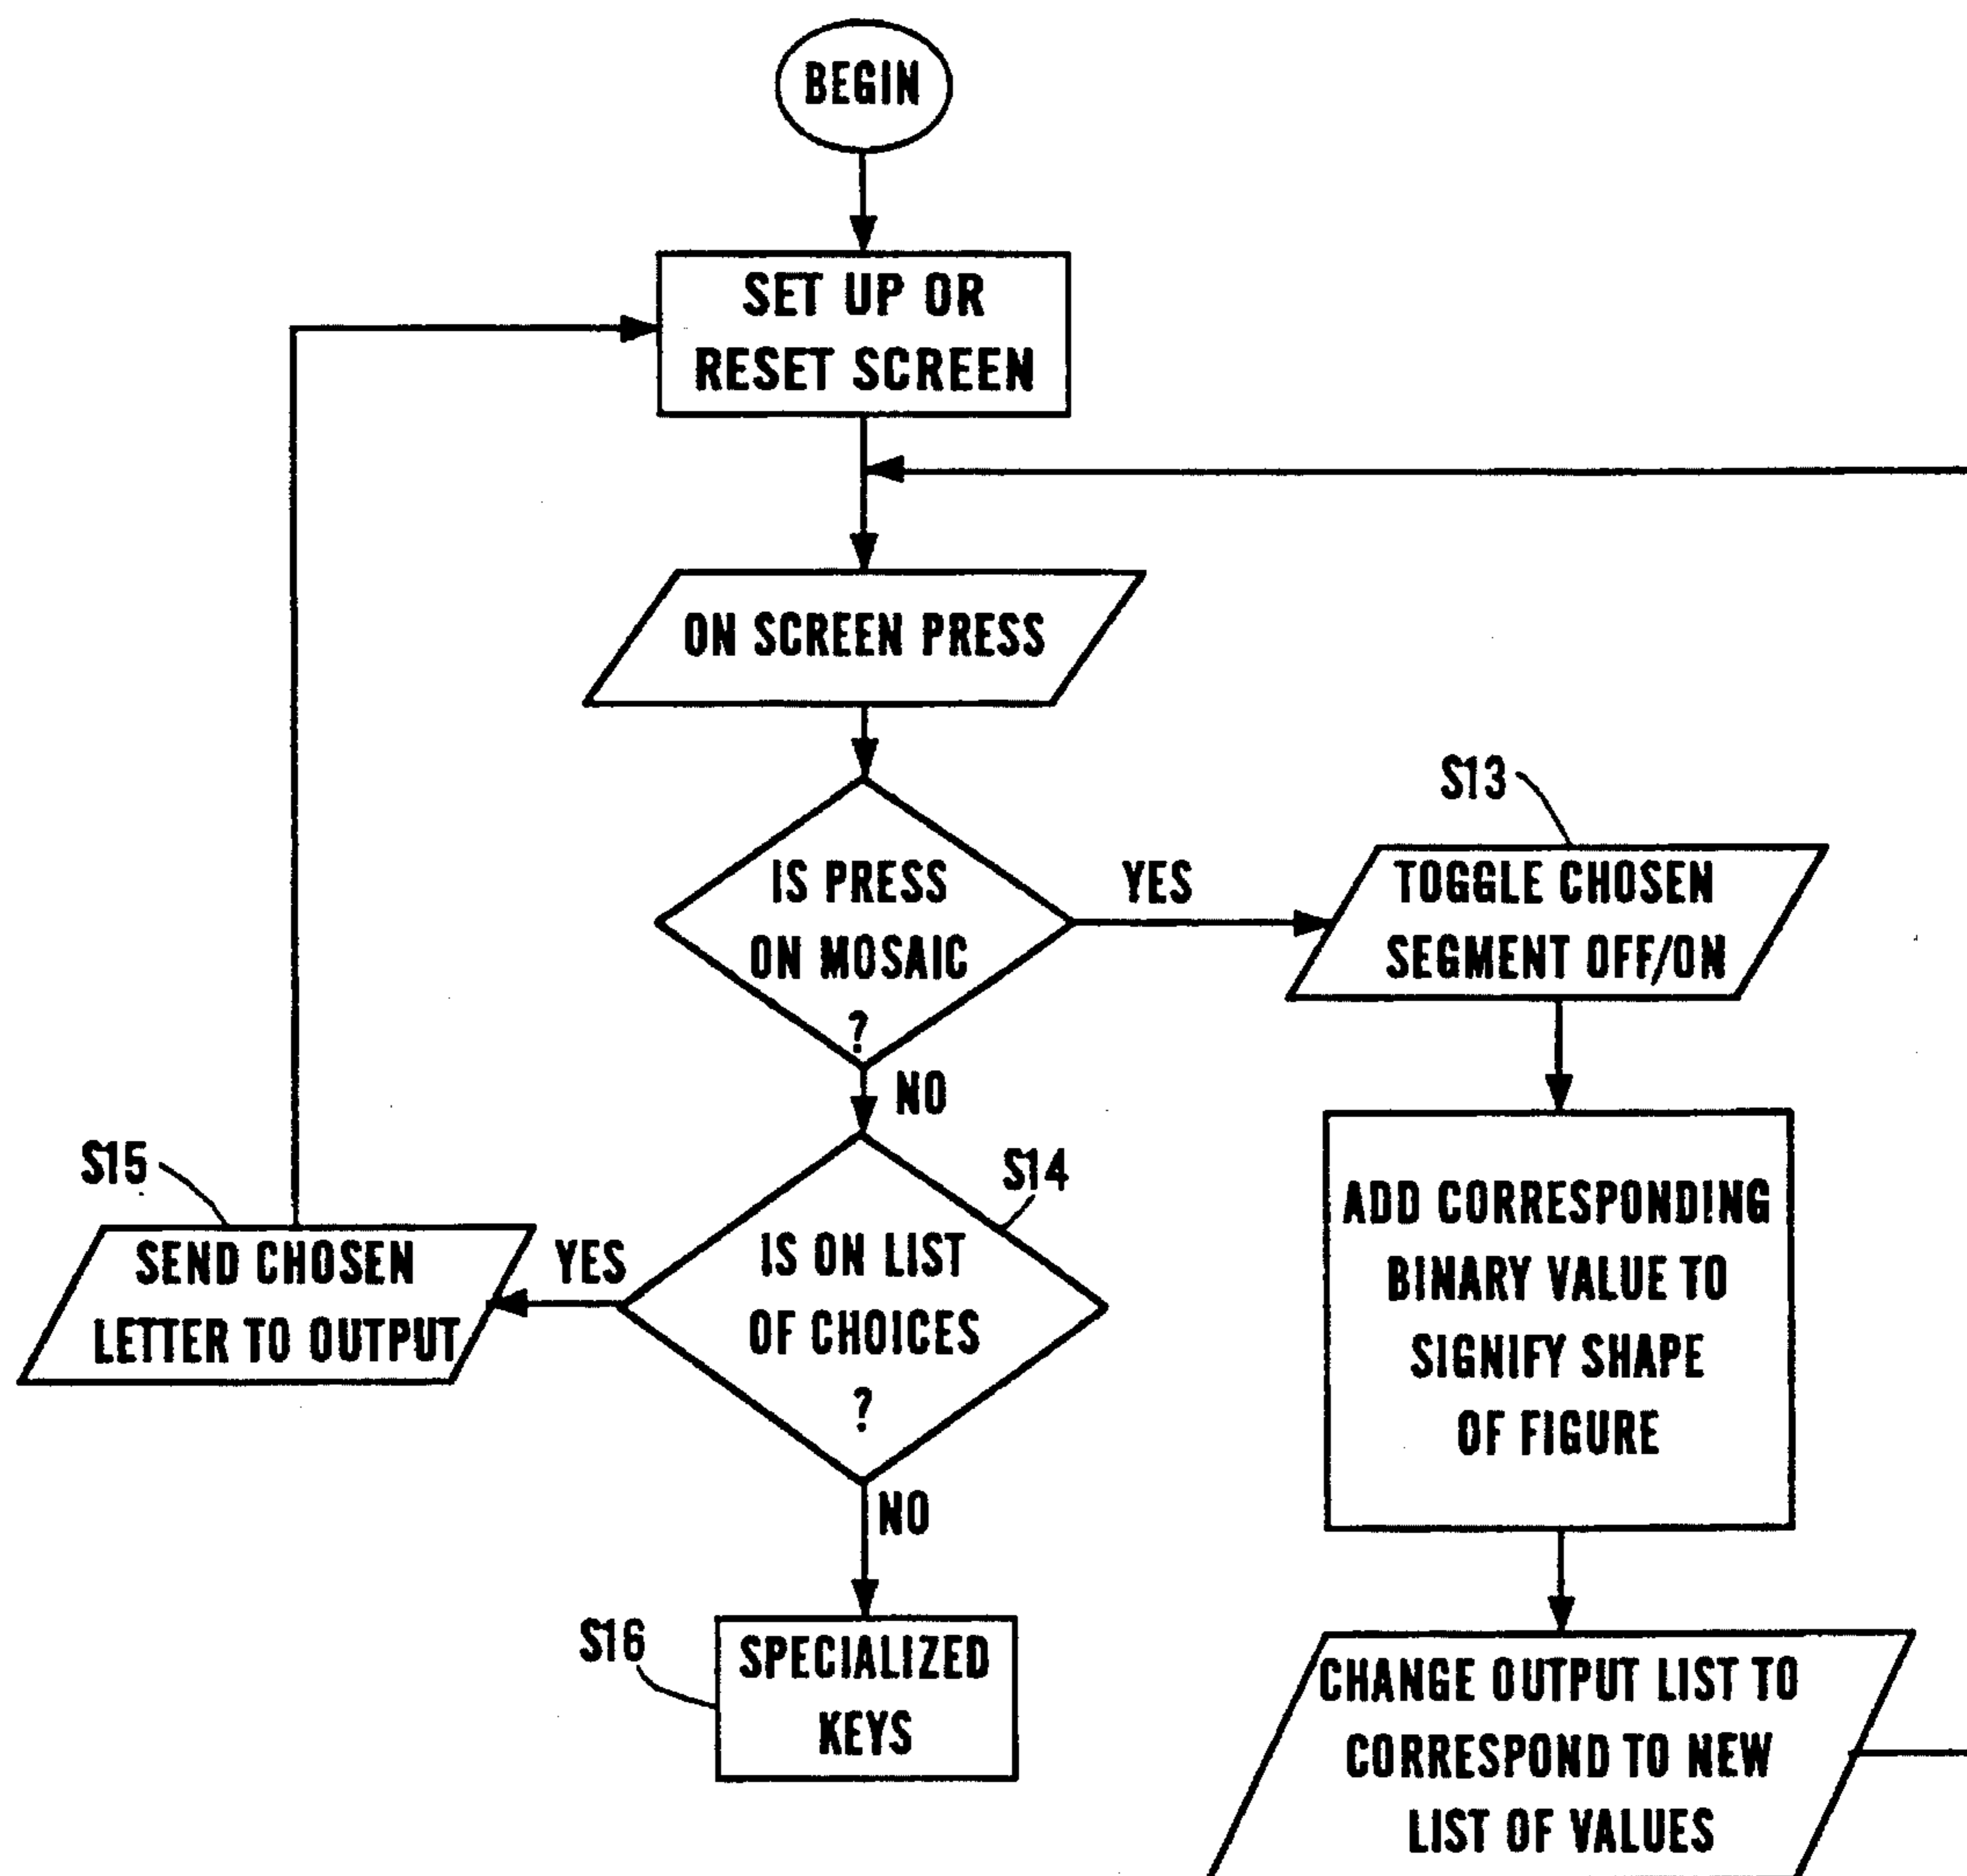 BEGIN
SET UP OR
RESET SCREEN
ON SCREEN PRESS
IS PRESS
ON MOSAIC
?
YES
S13
TOGGLE CHOSEN
SEGMENT OFF/ON
NO
ADD CORRESPONDING
BINARY VALUE TO
SIGNIFY SHAPE
OF FIGURE
S14
IS ON LIST
OF CHOICES
?
YES
S15
SEND CHOSEN
LETTER TO OUTPUT
NO
S16
SPECIALIZED
KEYS
CHANGE OUTPUT LIST TO
CORRESPOND TO NEW
LIST OF VALUES